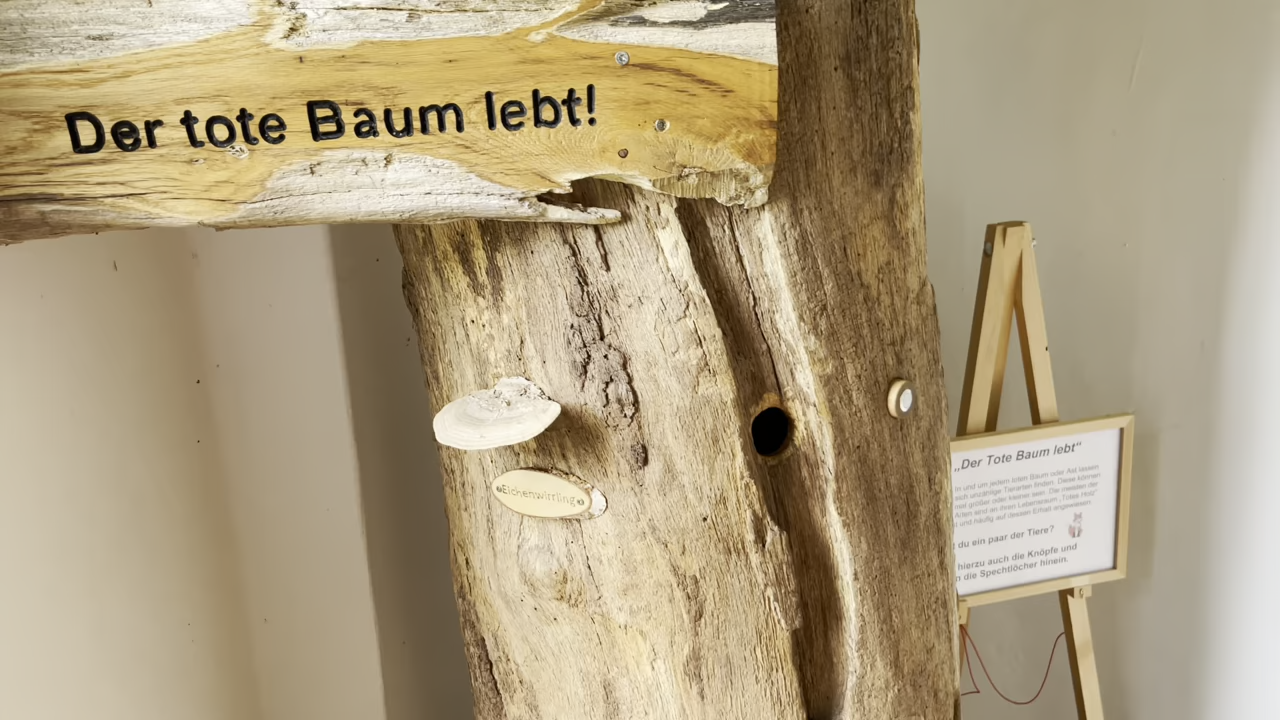 Der tote Baum lebt!
Eichenwirrling
„Der Tote Baum lebt“
in und um jedem toten Baum oder Ast lassen
sich unzählige Tierarten finden. Diese können
mal größer oder kleiner sein. Die meisten der
Arten sind an ihren Lebensraum „Totes Holz“
und häufig auf dessen Erhalt angewiesen.
du ein paar der Tiere?
hierzu auch die Knöpfe und
die Spechtlöcher hinein.